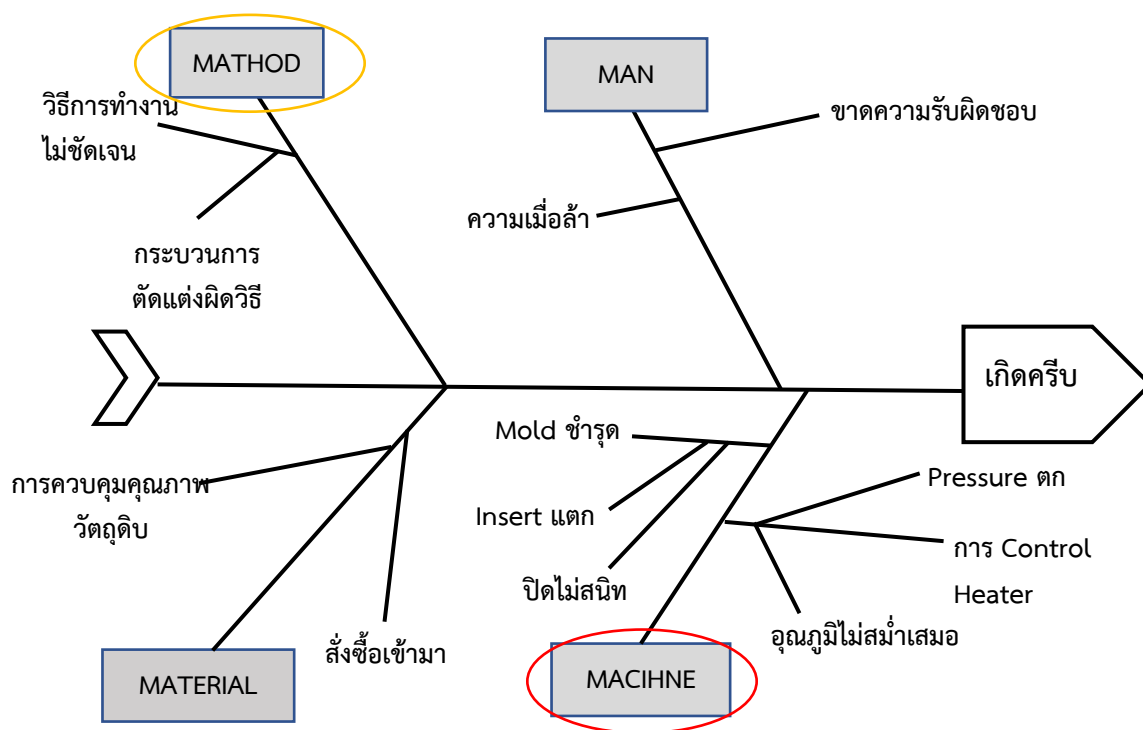 MATHOD
MAN
วิธีการทำงาน
ไม่ชัดเจน
ขาดความรับผิดชอบ
ความเมื่อล้า
กระบวนการ
ตัดแต่งผิดวิธี
เกิดครีบ
Mold ชำรุด
การควบคุมคุณภาพ
วัตถุดิบ
Pressure ตก
Insert แตก
การ Control
Heater
ปิดไม่สนิท
อุณภูมิไม่สม่ำเสมอ
สั่งซื้อเข้ามา
MATERIAL
MACIHNE